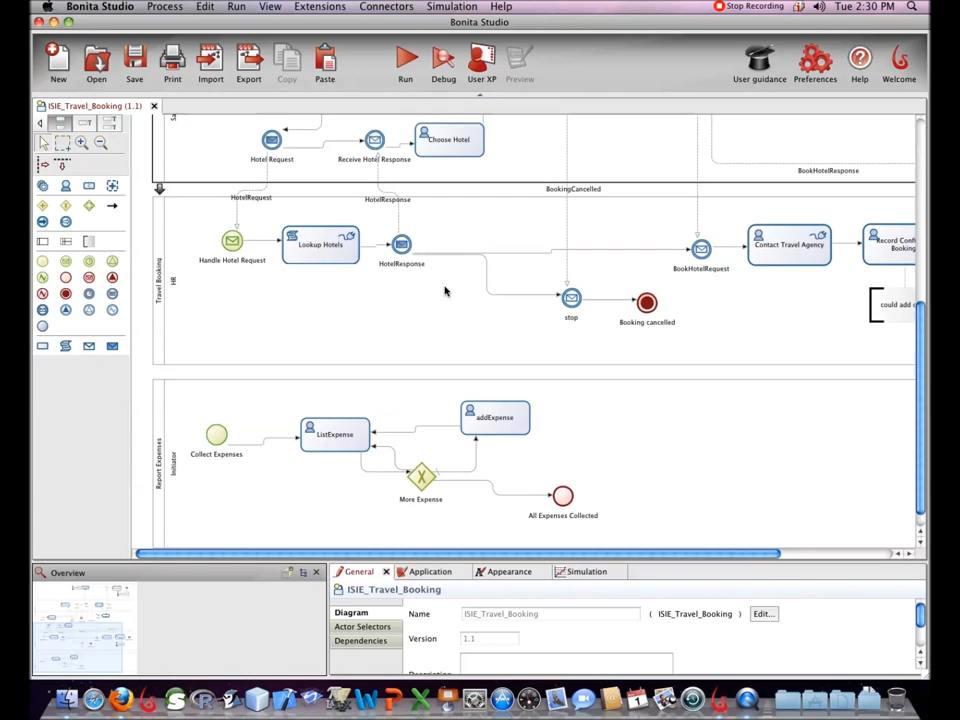 Bonita Studio Process Edit Run View Extensions Connectors Simulation Help Stop Recording Tue 2:30 PM
Bonita Studio
New Open Save Print Import Export Copy Paste Run Debug User XP Preview User guidance Preferences Help Welcome
ISIE_Travel_Booking (1.1)
Choose Hotel
Hotel Request
Receive Hotel Response
BookHotelResponse
BookingCancelled
HotelRequest
HotelResponse
Travel Booking
HR
Handle Hotel Request
Lookup Hotels
HotelResponse
BookHotelRequest
Contact Travel Agency
Record Conf
Booking
stop
Booking cancelled
could add
Report Expenses
Initiator
Collect Expenses
ListExpense
addExpense
More Expense
All Expenses Collected
Overview
General Application Appearance Simulation
ISIE_Travel_Booking
Diagram
Actor Selectors
Dependencies
Name ISIE_Travel_Booking ( ISIE_Travel_Booking ) Edit...
Version 1.1